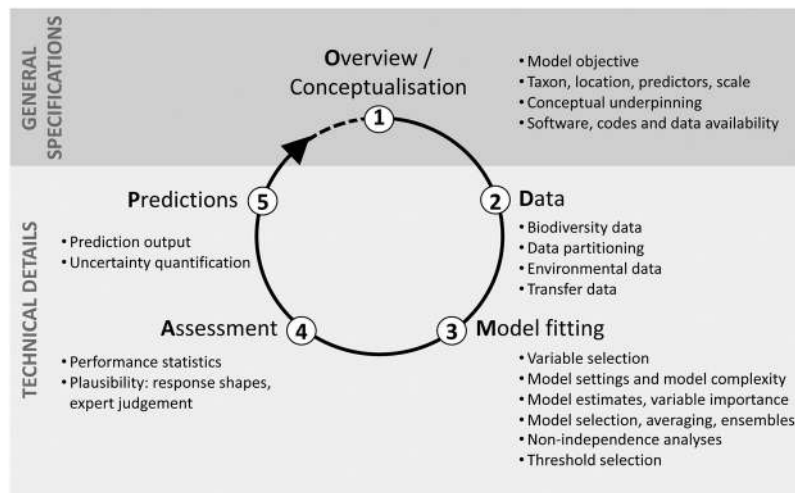 GENERAL
SPECIFICATIONS
Overview /
Conceptualisation
1
• Model objective
• Taxon, location, predictors, scale
• Conceptual underpinning
• Software, codes and data availability
TECHNICAL DETAILS
Predictions
5
• Prediction output
• Uncertainty quantification
2
Data
• Biodiversity data
• Data partitioning
• Environmental data
• Transfer data
Assessment
4
• Performance statistics
• Plausibility: response shapes,
expert judgement
3
Model fitting
• Variable selection
• Model settings and model complexity
• Model estimates, variable importance
• Model selection, averaging, ensembles
• Non-independence analyses
• Threshold selection